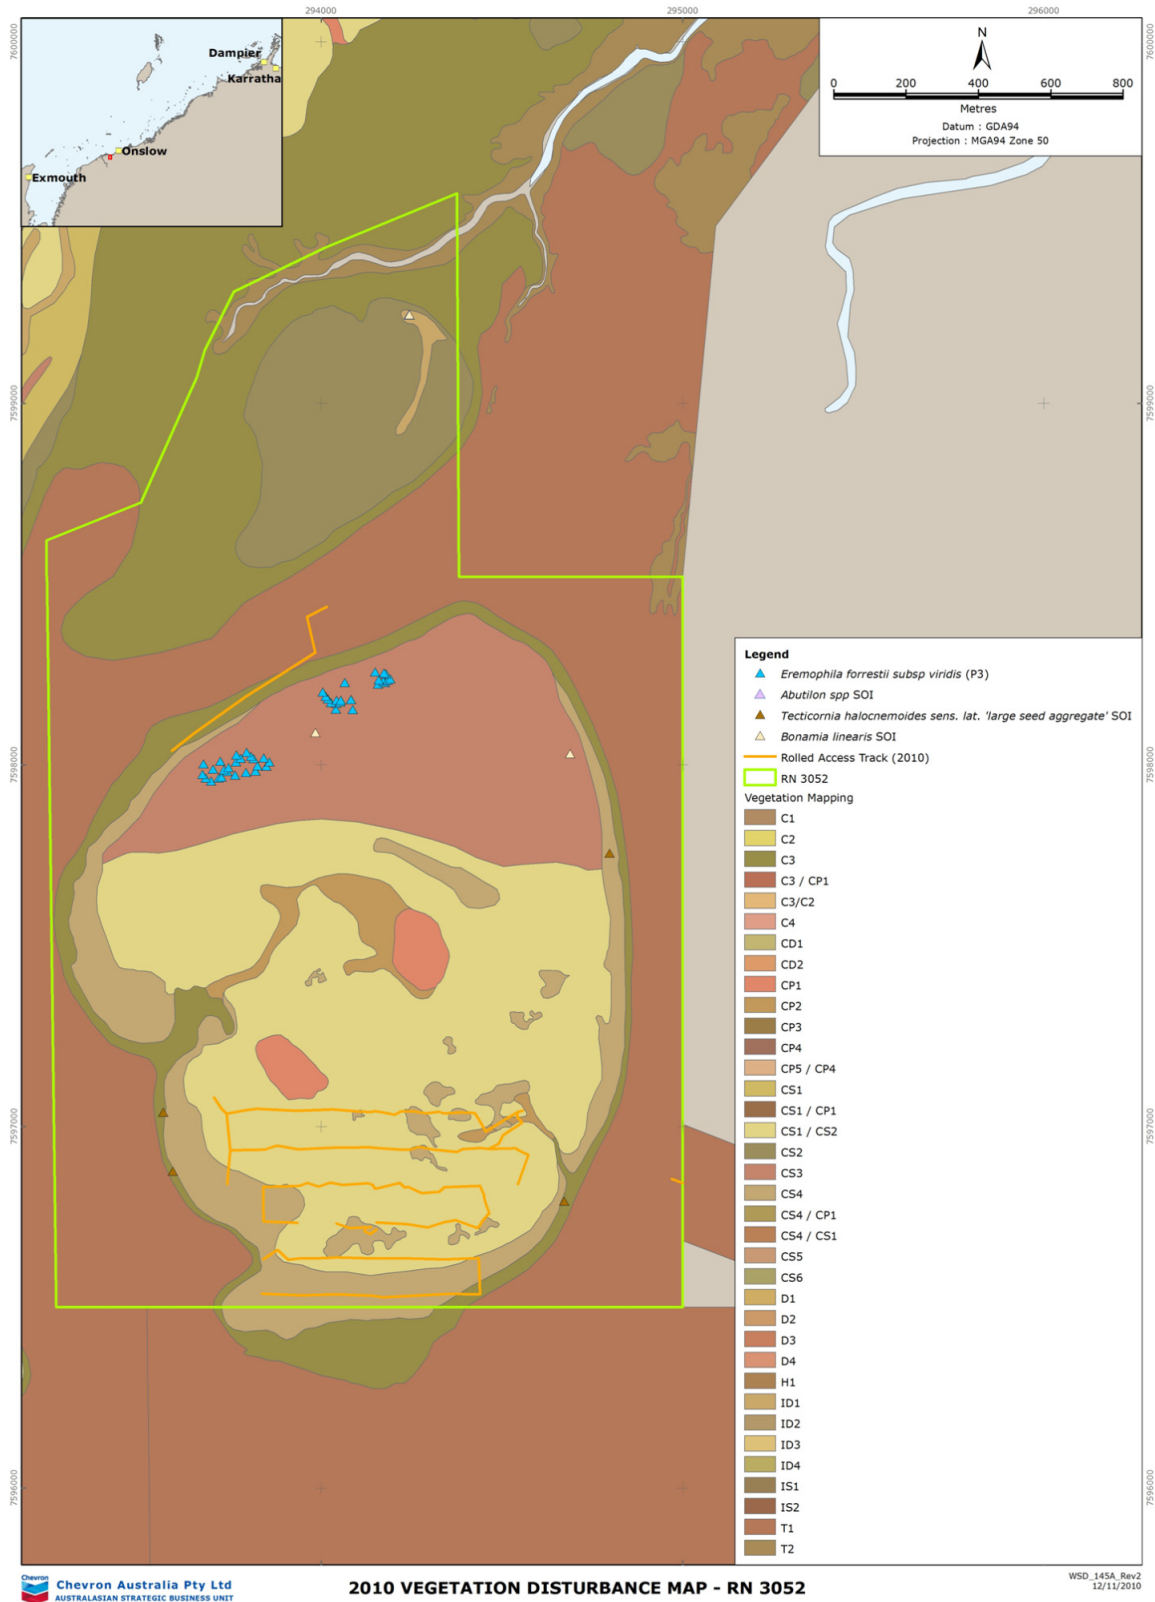 294000
295000
296000
7600000
7600000
Dampier
Karratha
Onslow
Exmouth
N
0 200 400 600 800
Metres
Datum : GDA94
Projection : MGA94 Zone 50
7599000
7599000
7598000
7598000
7597000
7597000
7596000
7596000
Legend
Eremophila forrestii subsp viridis (P3)
Abutilon spp SOI
Tecticornia halocnemoides sens. lat. 'large seed aggregate' SOI
Bonamia linearis SOI
Rolled Access Track (2010)
RN 3052
Vegetation Mapping
C1
C2
C3
C3 / CP1
C3/C2
C4
CD1
CD2
CP1
CP2
CP3
CP4
CP5 / CP4
CS1
CS1 / CP1
CS1 / CS2
CS2
CS3
CS4
CS4 / CP1
CS4 / CS1
CS5
CS6
D1
D2
D3
D4
H1
ID1
ID2
ID3
ID4
IS1
IS2
T1
T2
Chevron
Chevron Australia Pty Ltd
AUSTRALASIAN STRATEGIC BUSINESS UNIT
2010 VEGETATION DISTURBANCE MAP - RN 3052
WSD_145A_Rev2
12/11/2010